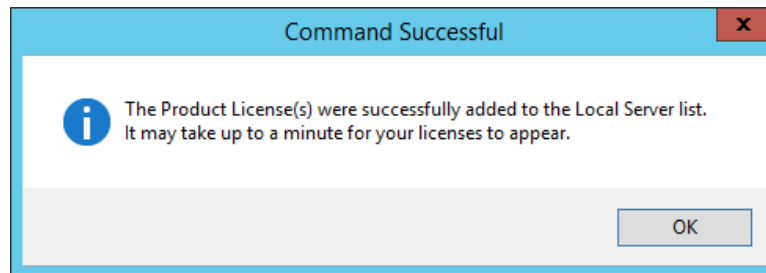 Command Successful
x
The Product License(s) were successfully added to the Local Server list.
It may take up to a minute for your licenses to appear.
OK